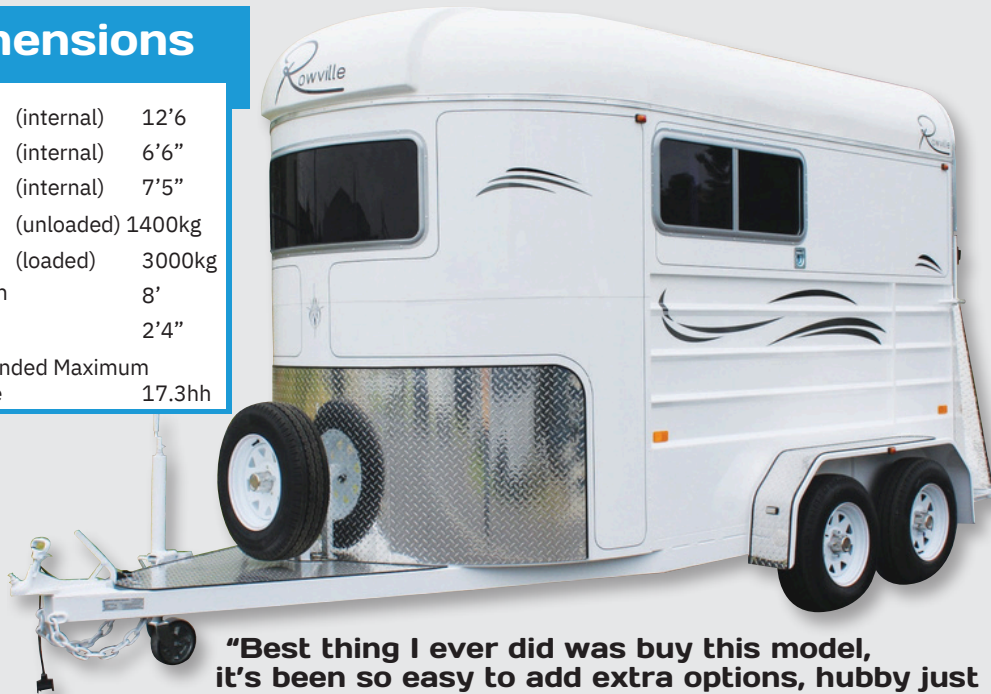 mensions
(internal) 12’6
(internal) 6’6”
(internal) 7’5”
(unloaded) 1400kg
(loaded) 3000kg
8’
2’4”
Maximum
17.3hh
Rowville
Rowville
“Best thing I ever did was buy this model,
it’s been so easy to add extra options, hubby just